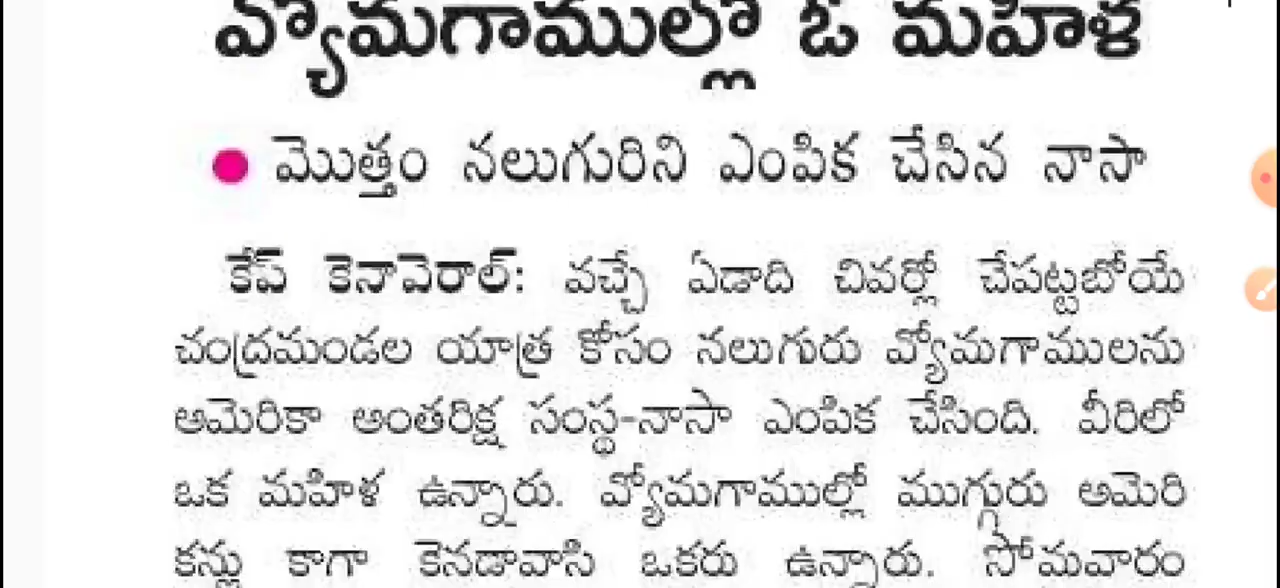 వ్యోమగాముల్లో ఓ మహిళ
● మొత్తం నలుగురిని ఎంపిక చేసిన నాసా
కేప్ కెనావెరాల్: వచ్చే ఏడాది చివర్లో చేపట్టబోయే
చంద్రమండల యాత్ర కోసం నలుగురు వ్యోమగాములను
అమెరికా అంతరిక్ష సంస్థ-నాసా ఎంపిక చేసింది. వీరిలో
ఒక మహిళ ఉన్నారు. వ్యోమగాముల్లో ముగ్గురు అమెరి
కన్లు కాగా కెనడావాసి ఒకరు ఉన్నారు. సోమవారం